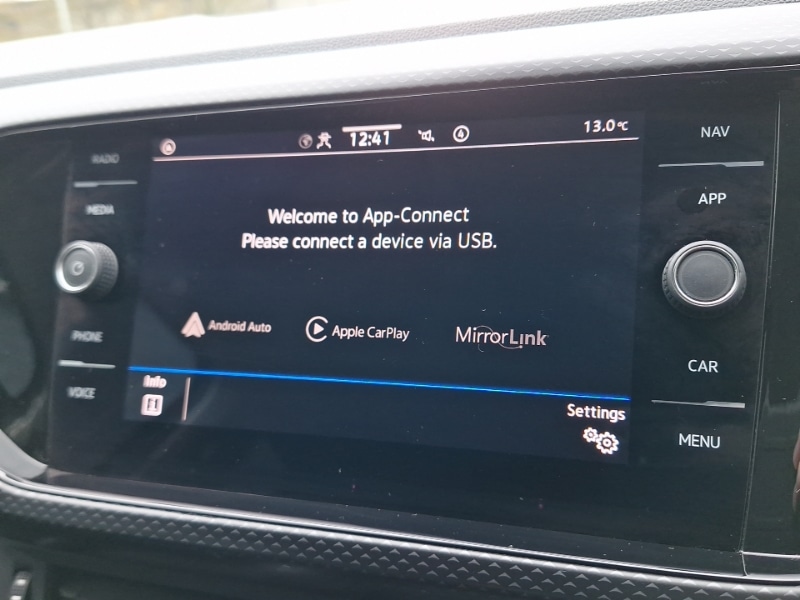 RADIO
MEDIA
PHONE
VOICE
12:41
4
13.0°C
Welcome to App-Connect
Please connect a device via USB.
Android Auto
Apple CarPlay
MirrorLink
Info
Settings
NAV
APP
CAR
MENU